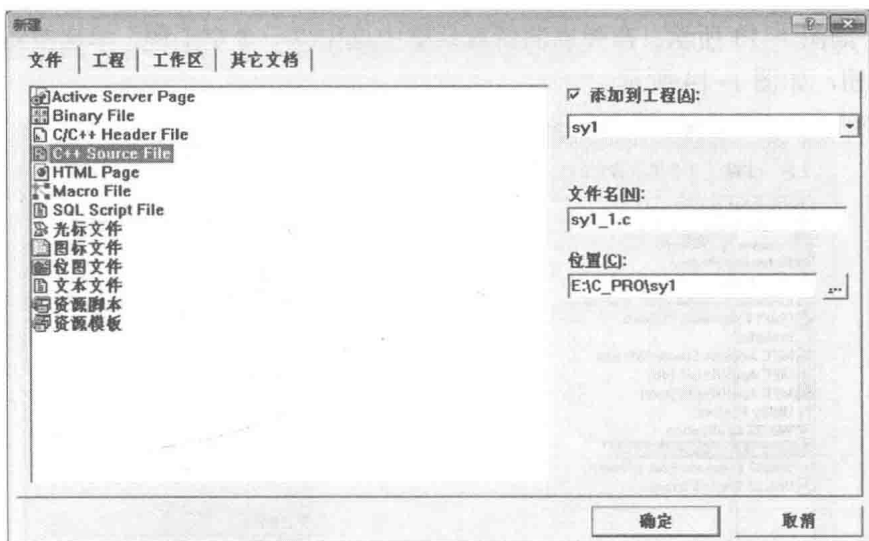 新建
文件 工程 工作区 其它文档
Active Server Page
Binary File
C/C++ Header File
C++ Source File
HTML Page
Macro File
SQL Script File
光标文件
图标文件
位图文件
文本文件
资源脚本
资源模板
添加到工程[A]:
sy1
文件名[N]:
sy1_1.c
位置[C]:
E:\C_PRO\sy1
...
确定 取消